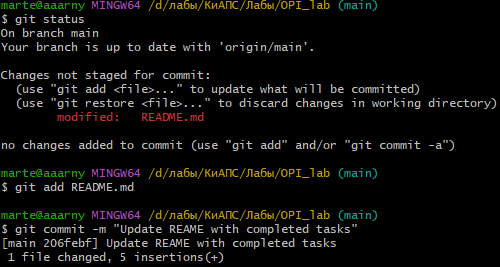 marte@aaarny MINGW64 /d/лабы/КиАПС/Лабы/OPI_lab (main)
$ git status
On branch main
Your branch is up to date with 'origin/main'.

Changes not staged for commit:
  (use "git add <file>..." to update what will be committed)
  (use "git restore <file>..." to discard changes in working directory)
        modified:   README.md

no changes added to commit (use "git add" and/or "git commit -a")

marte@aaarny MINGW64 /d/лабы/КиАПС/Лабы/OPI_lab (main)
$ git add README.md

marte@aaarny MINGW64 /d/лабы/КиАПС/Лабы/OPI_lab (main)
$ git commit -m "Update REAME with completed tasks"
[main 206febf] Update REAME with completed tasks
 1 file changed, 5 insertions(+)